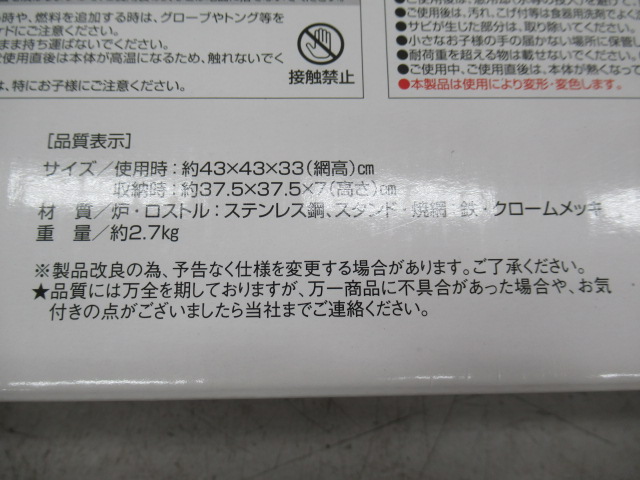 時や、燃料を追加する時は、グローブやトング等を
ご注意ください。
まま持ち運ばないでください。
ご使用直後は本体が高温になるため、触れないで
は、特にお子様にご注意ください。
接触禁止
●ご使用後は、汚れ、こげ付等は食器用洗剤でよく
●サビが生じた部分は、取り除いてください。
●小さなお子様の手の届かない場所に保管し
●耐荷重を超える物は載せないでください。
●ご使用中、ご使用直後は、本体が熱くなって
●本製品は使用により変形・変色します。
[品質表示]
サイズ/使用時:約43×43×33(網高)㎝
収納時:約37.5×37.5×7(高さ)㎝
材 質/炉・ロストル:ステンレス鋼、スタンド・焼網:鉄・クロームメッキ
重 量/約2.7kg
※製品改良の為、予告なく仕様を変更する場合があります。ご了承ください。
★品質には万全を期しておりますが、万一商品に不具合があった場合や、お気
付きの点がございましたら当社までご連絡ください。